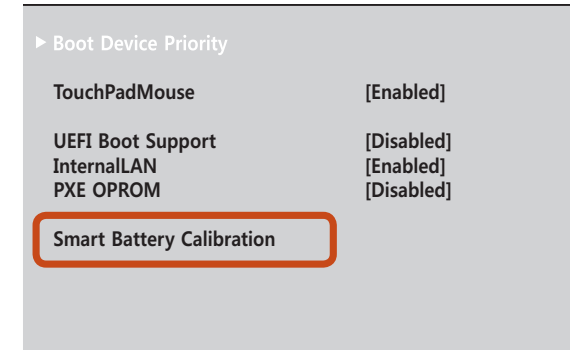 ▶ Boot Device Priority
TouchPadMouse [Enabled]
UEFI Boot Support [Disabled]
InternalLAN [Enabled]
PXE OPROM [Disabled]
Smart Battery Calibration